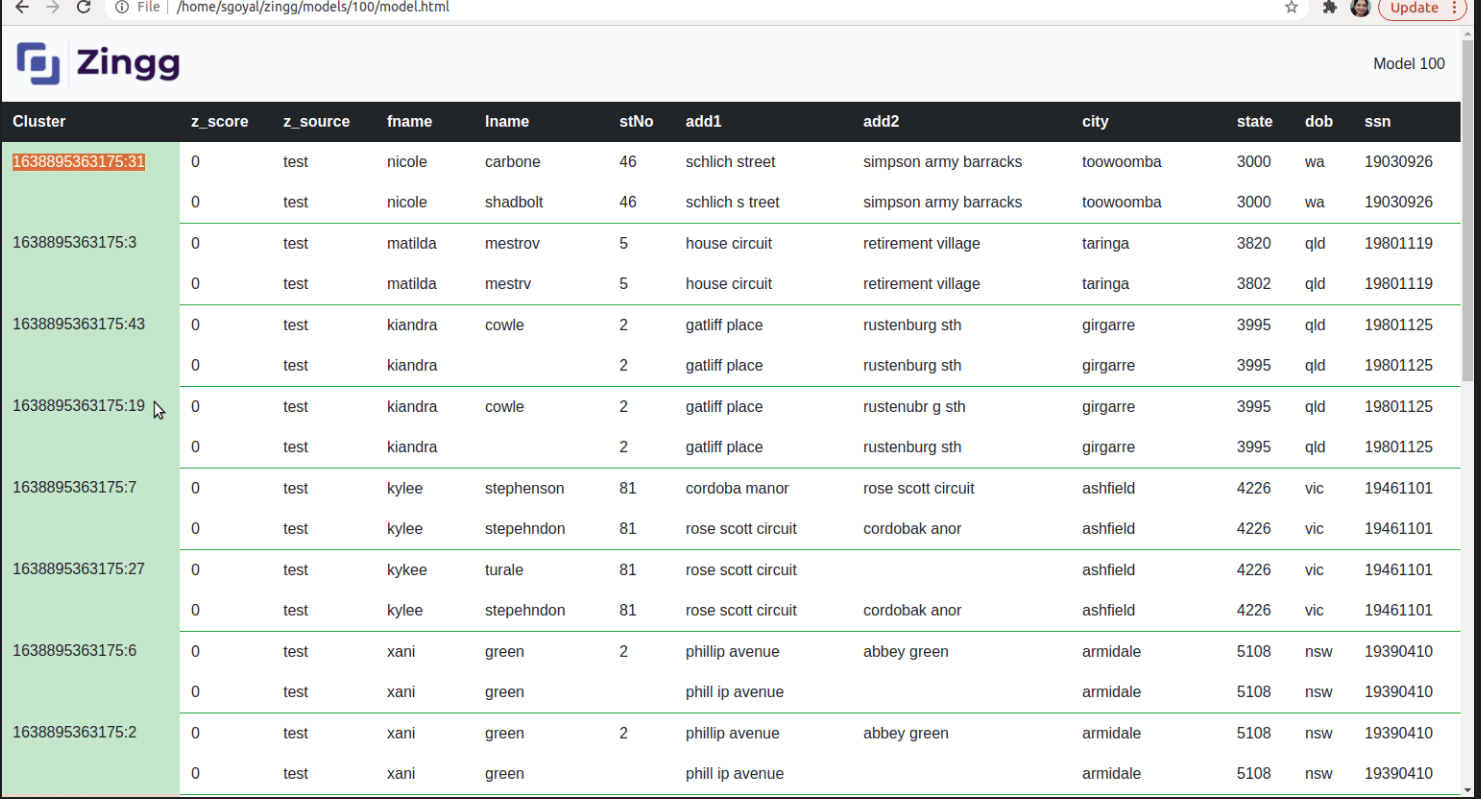 File /home/sgoyal/zingg/models/100/model.html Update
Zingg Model 100
Cluster z_score z_source fname lname stNo add1 add2 city state dob ssn
1638895363175:31 0 test nicole carbone 46 schlich street simpson army barracks toowoomba 3000 wa 19030926
0 test nicole shadbolt 46 schlich s treet simpson army barracks toowoomba 3000 wa 19030926
1638895363175:3 0 test matilda mestrov 5 house circuit retirement village taringa 3820 qld 19801119
0 test matilda mestrv 5 house circuit retirement village taringa 3802 qld 19801119
1638895363175:43 0 test kiandra cowle 2 gatliff place rustenburg sth girgarre 3995 qld 19801125
0 test kiandra 2 gatliff place rustenburg sth girgarre 3995 qld 19801125
1638895363175:19 0 test kiandra cowle 2 gatliff place rustenubr g sth girgarre 3995 qld 19801125
0 test kiandra 2 gatliff place rustenburg sth girgarre 3995 qld 19801125
1638895363175:7 0 test kylee stephenson 81 cordoba manor rose scott circuit ashfield 4226 vic 19461101
0 test kylee stepehndon 81 rose scott circuit cordobak anor ashfield 4226 vic 19461101
1638895363175:27 0 test kykee turale 81 rose scott circuit ashfield 4226 vic 19461101
0 test kylee stepehndon 81 rose scott circuit cordobak anor ashfield 4226 vic 19461101
1638895363175:6 0 test xani green 2 phillip avenue abbey green armidale 5108 nsw 19390410
0 test xani green phill ip avenue armidale 5108 nsw 19390410
1638895363175:2 0 test xani green 2 phillip avenue abbey green armidale 5108 nsw 19390410
0 test xani green phill ip avenue armidale 5108 nsw 19390410